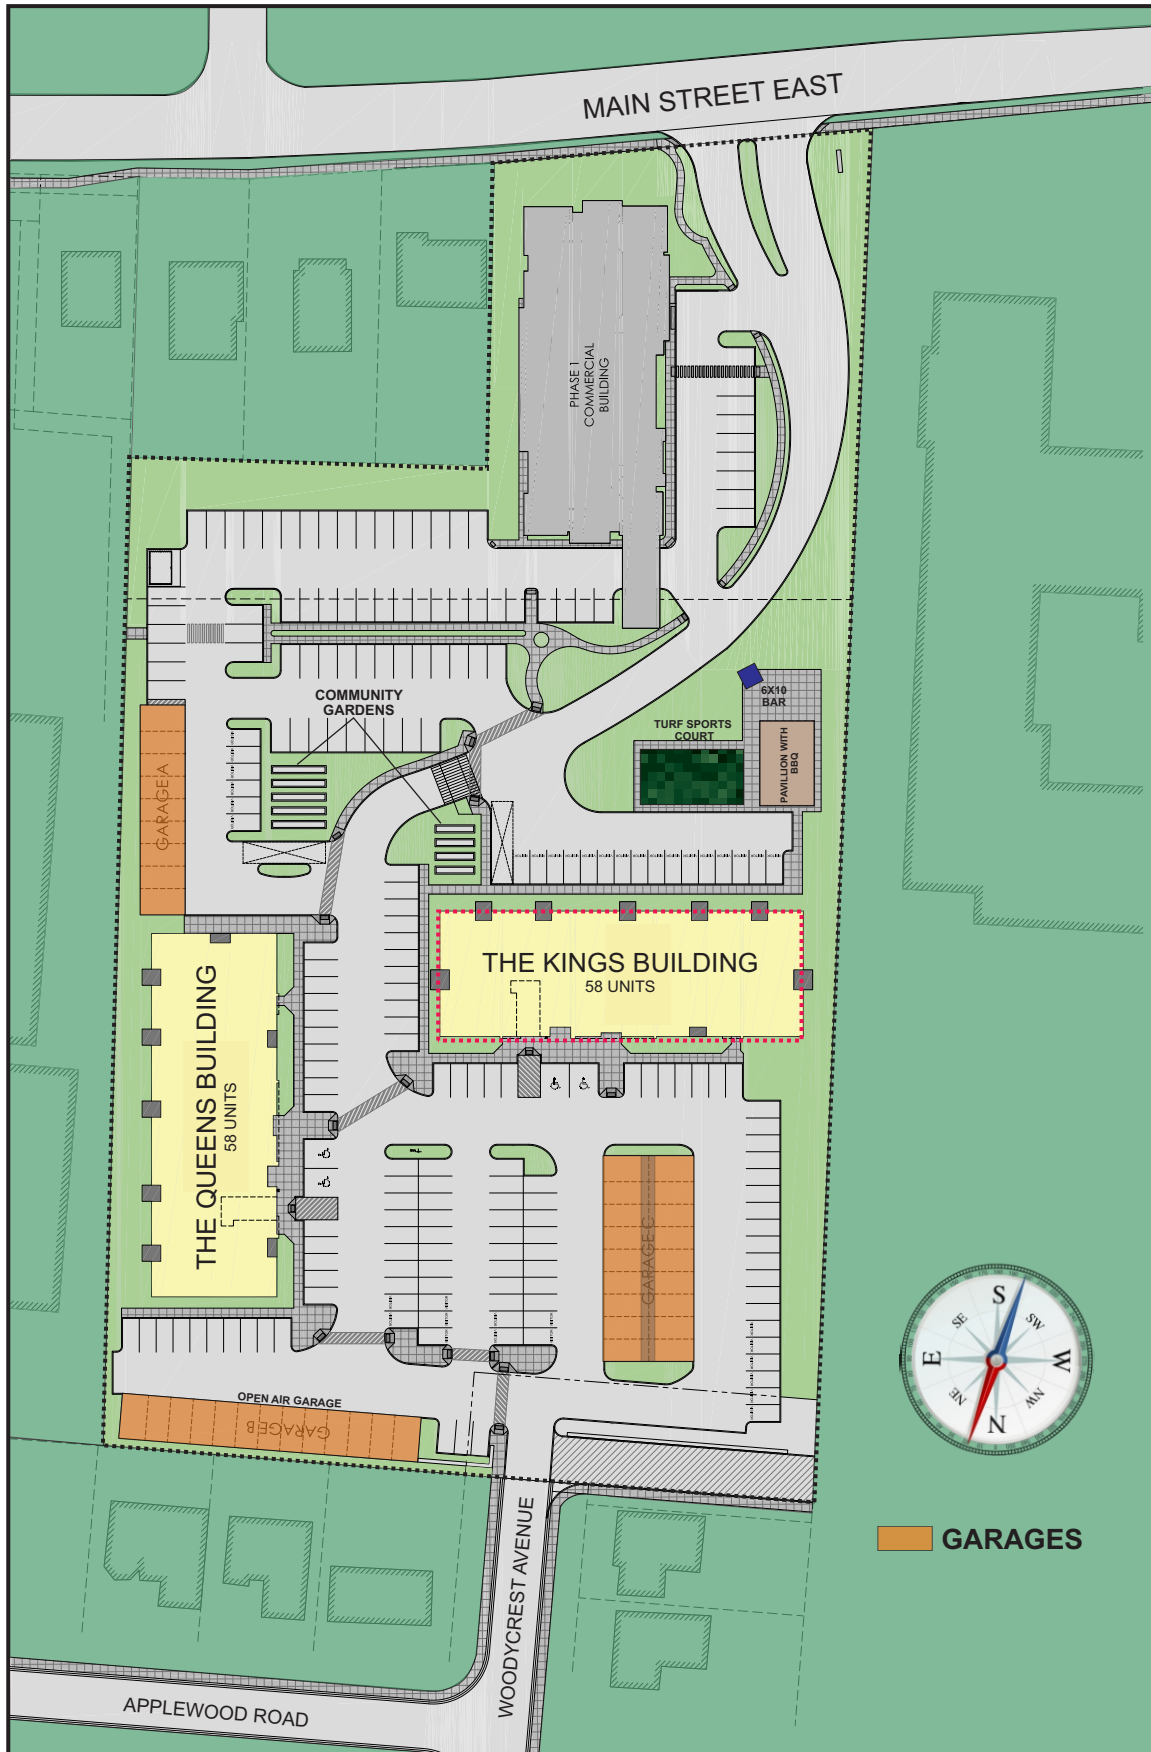 MAIN STREET EAST
PHASE 1
COMMERCIAL
BUILDING
COMMUNITY
GARDENS
6X10
BAR
TURF SPORTS
COURT
PAVILLION WITH
BBQ
GARAGE A
THE KINGS BUILDING
58 UNITS
THE QUEENS BUILDING
58 UNITS
GARAGE C
OPEN AIR GARAGE
GARAGE B
S
SE
SW
E
W
NE
NW
N
GARAGES
WOODYCREST AVENUE
APPLEWOOD ROAD